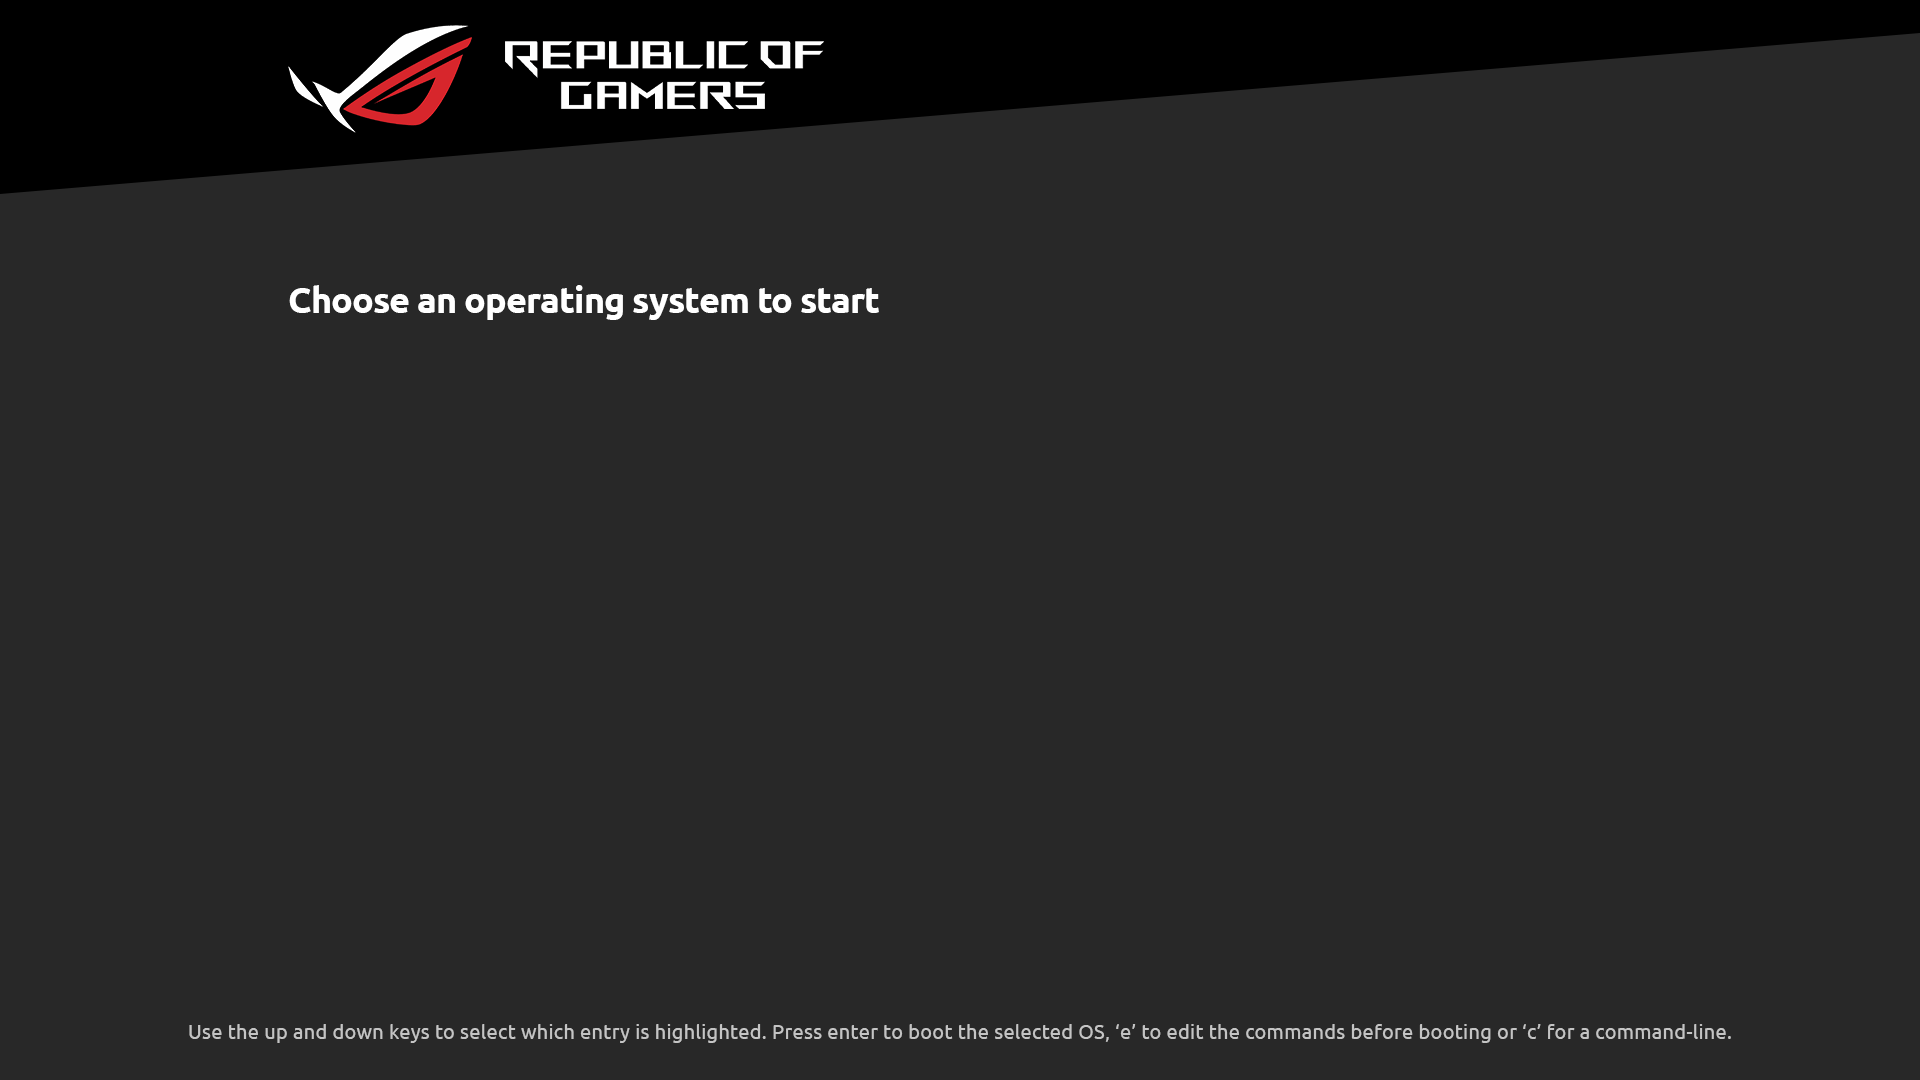 REPUBLIC OF
GAMERS
Choose an operating system to start
Use the up and down keys to select which entry is highlighted. Press enter to boot the selected OS, ‘e’ to edit the commands before booting or ‘c’ for a command-line.